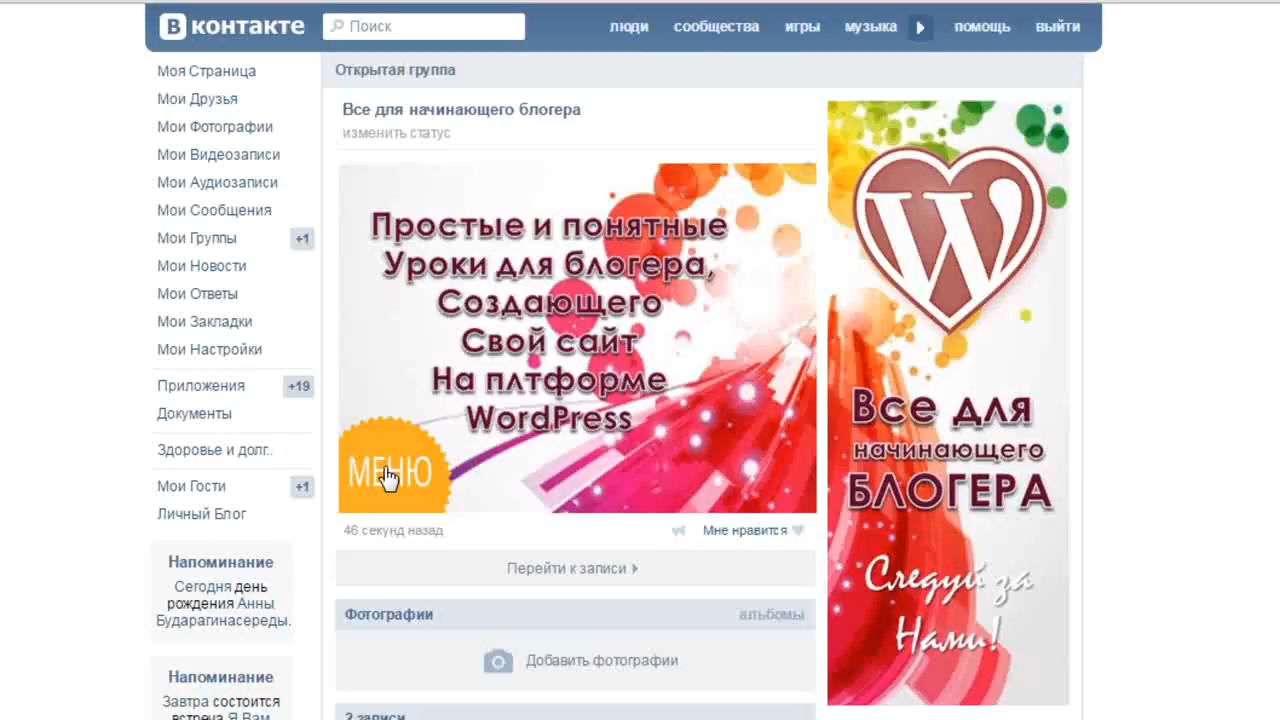 В контакте
Поиск
люди сообщества игры музыка помощь выйти
Моя Страница
Мои Друзья
Мои Фотографии
Мои Видеозаписи
Мои Аудиозаписи
Мои Сообщения
Мои Группы +1
Мои Новости
Мои Ответы
Мои Закладки
Мои Настройки
Приложения +19
Документы
Здоровье и долг..
Мои Гости +1
Личный Блог
Напоминание
Сегодня день
рождения Анны
Бударагинасереды.
Напоминание
Завтра состоится
встреча Я Вам
Открытая группа
Все для начинающего блогера
изменить статус
Простые и понятные
Уроки для блогера,
Создающего
Свой сайт
На плтформе
WordPress
МЕНЮ
46 секунд назад
Мне нравится
Перейти к записи
Фотографии
альбомы
Добавить фотографии
2 записи
W
Все для
начинающего
БЛОГЕРА
Следуй за
Нами!